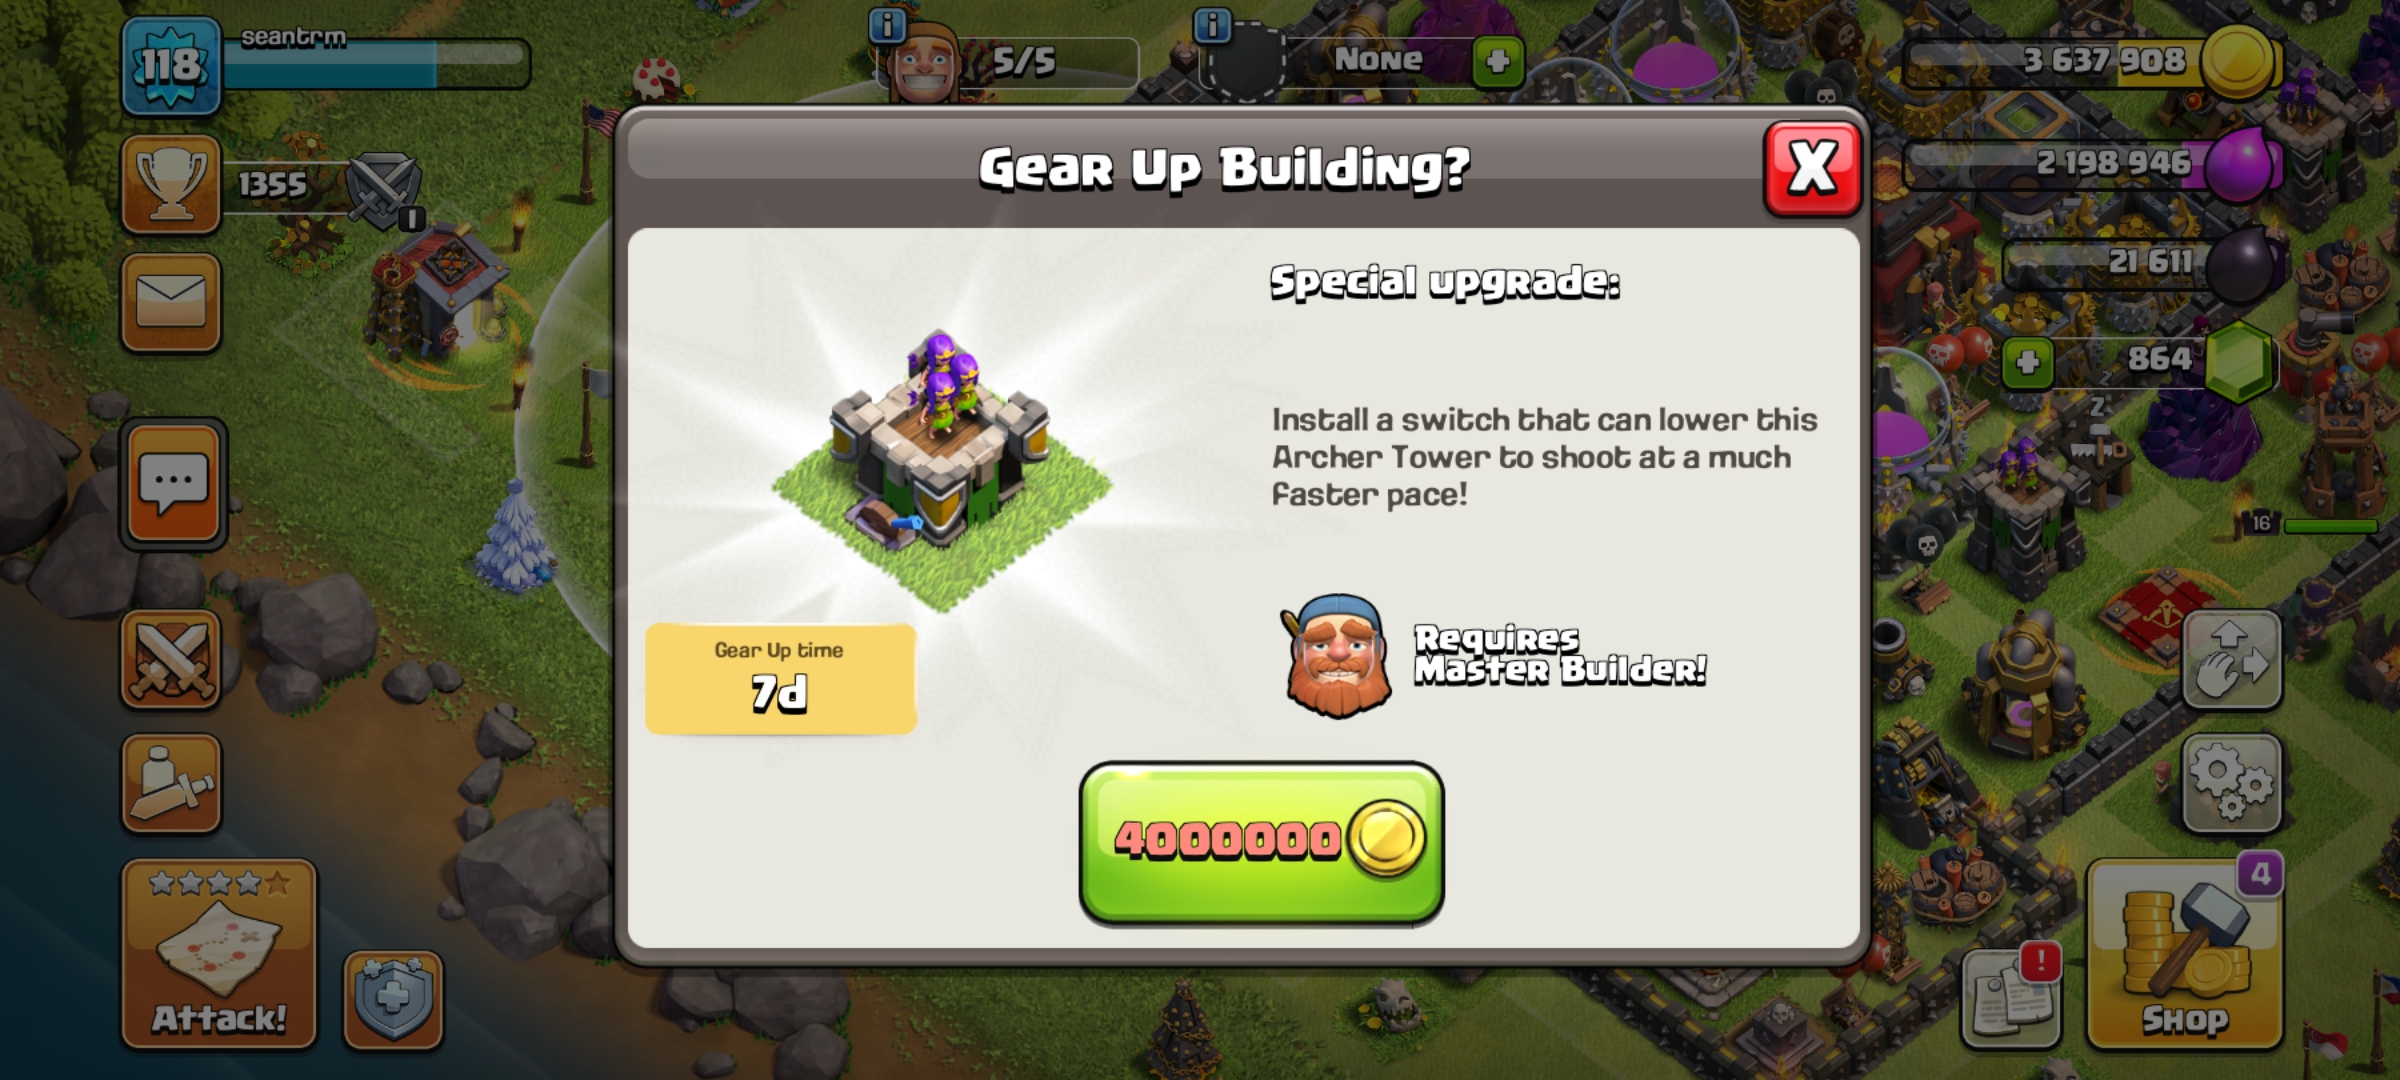 118
seantrm
5/5
None
3 637 908
1355
I
2 198 946
21 611
864
Gear Up Building?
X
Special upgrade:
Install a switch that can lower this
Archer Tower to shoot at a much
faster pace!
Gear Up time
7d
Requires
Master Builder!
4000000
z
z
16
Attack!
4
!
Shop